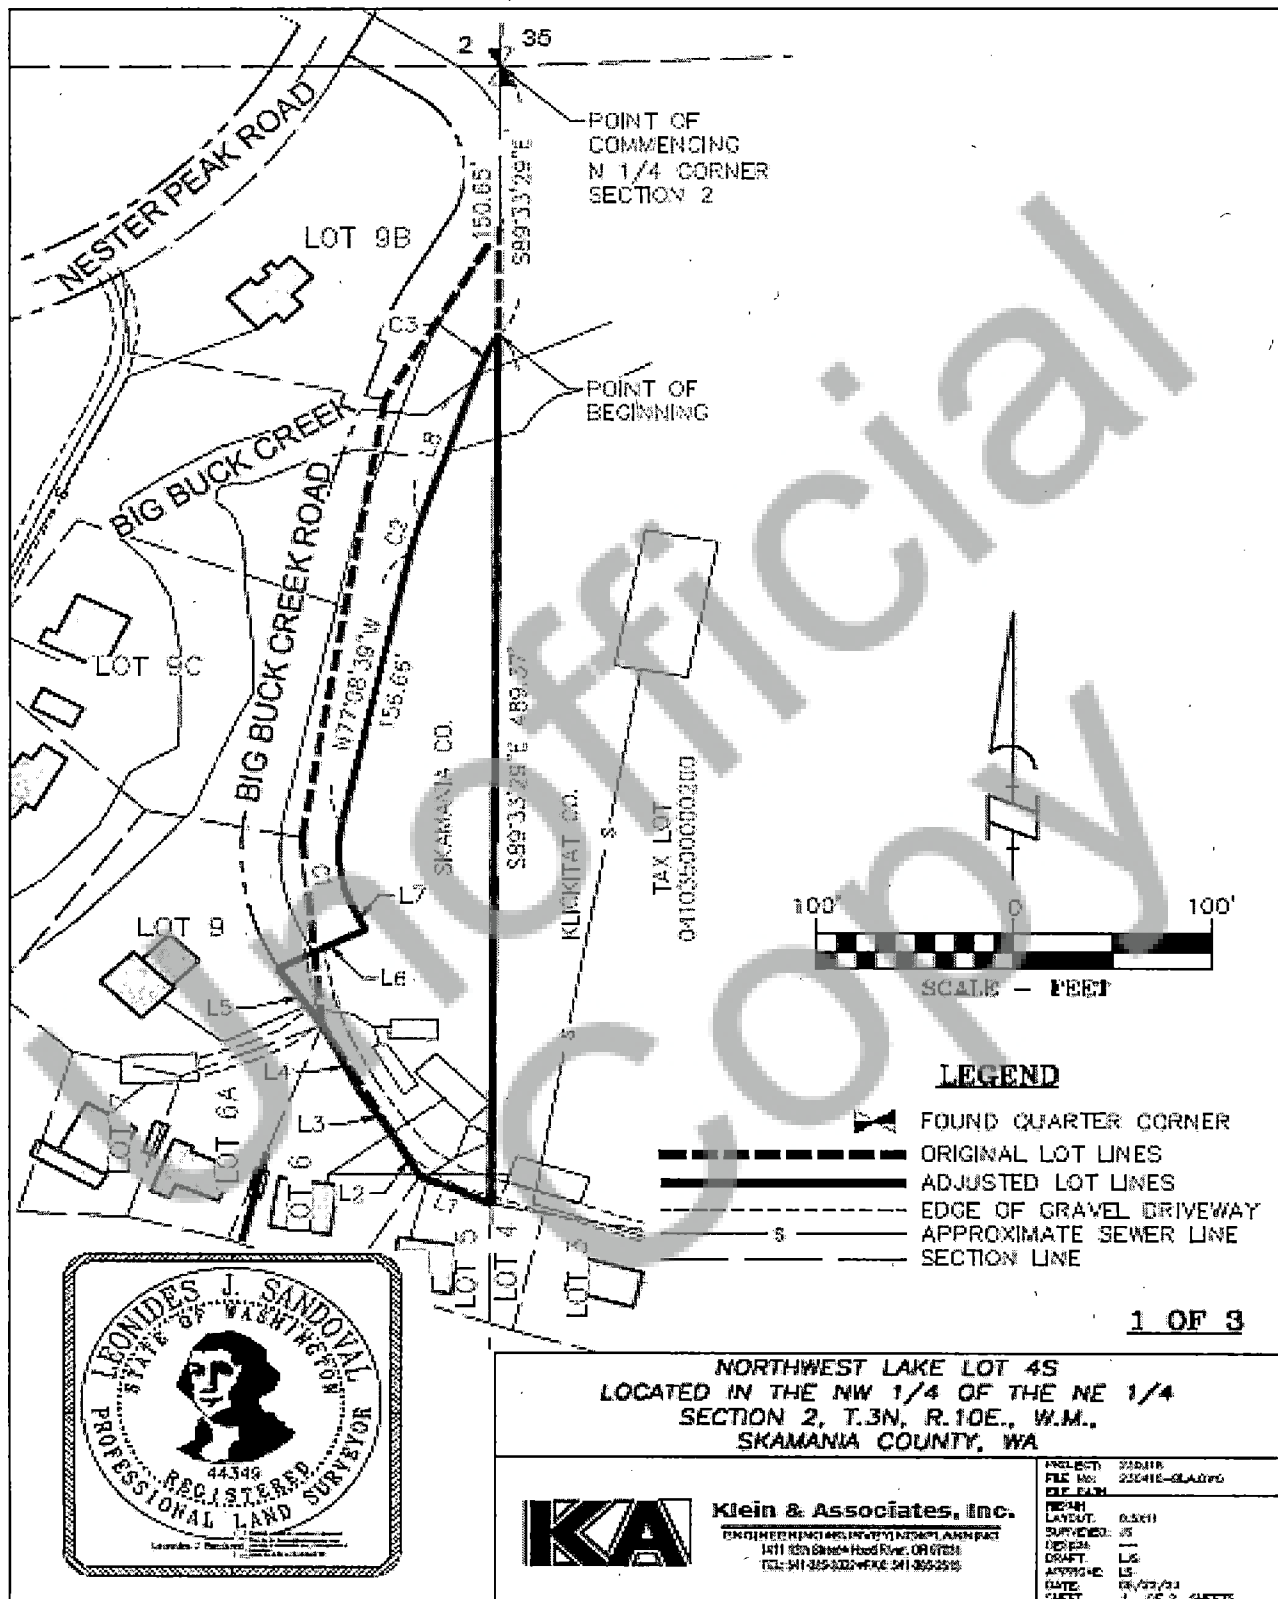 2 35
POINT OF
COMMENCING
N 1/4 CORNER
SECTION 2
NESTER PEAK ROAD
150.65'
S89°33'29"E
LOT 9B
C3
POINT OF
BEGINNING
L8
BIG BUCK CREEK
C2
BIG BUCK CREEK ROAD
N77°08'39"W
156.65'
LOT 9C
SKAMANIA CO.
S89°33'29"E 489.37'
KLICKITAT CO.
S
TAX LOT
04103500000200
L7
LOT 9
L6
L5
S
L4
L3
L2
LOT 7
LOT 6A
LOT 5
LOT 4
100' 0 100'
SCALE - FEET
LEGEND
FOUND QUARTER CORNER
ORIGINAL LOT LINES
ADJUSTED LOT LINES
EDGE OF GRAVEL DRIVEWAY
S APPROXIMATE SEWER LINE
SECTION LINE
1 OF 3
LEONIDES J. SANDOVAL
STATE OF WASHINGTON
44349
REGISTERED
PROFESSIONAL LAND SURVEYOR
NORTHWEST LAKE LOT 4S
LOCATED IN THE NW 1/4 OF THE NE 1/4
SECTION 2, T.3N, R.10E., W.M.,
SKAMANIA COUNTY, WA
KA
Klein & Associates, Inc.
Unofficial
Copy